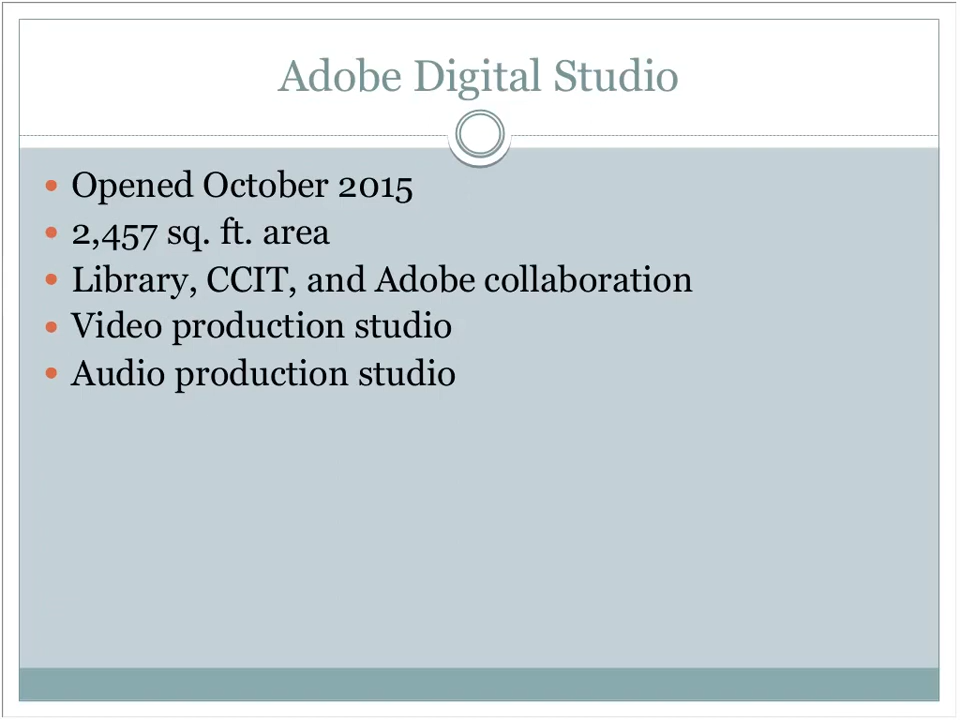 Adobe Digital Studio
• Opened October 2015
• 2,457 sq. ft. area
• Library, CCIT, and Adobe collaboration
• Video production studio
• Audio production studio